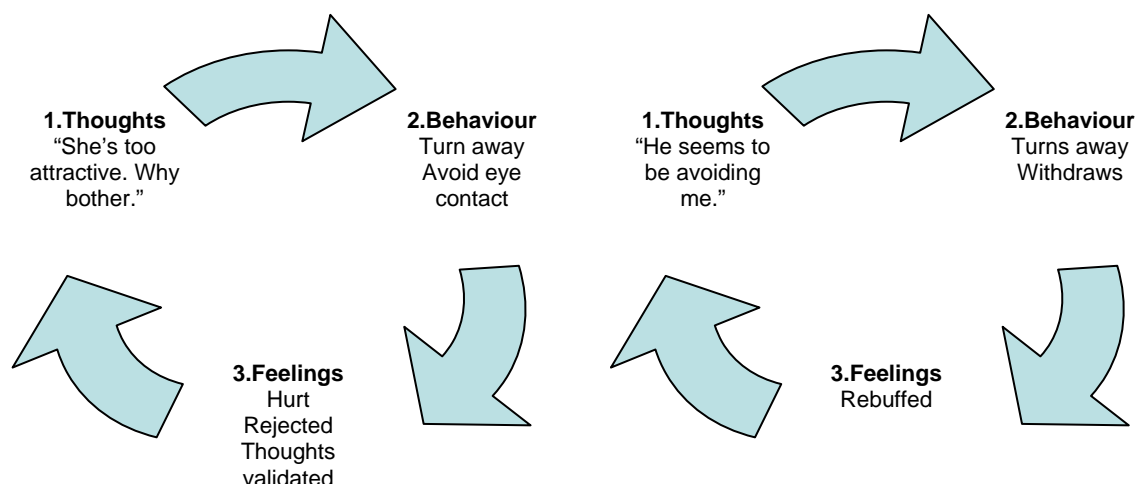 1.Thoughts
“She’s too
attractive. Why
bother.”
2.Behaviour
Turn away
Avoid eye
contact
3.Feelings
Hurt
Rejected
Thoughts
validated
1.Thoughts
“He seems to
be avoiding
me.”
2.Behaviour
Turns away
Withdraws
3.Feelings
Rebuffed